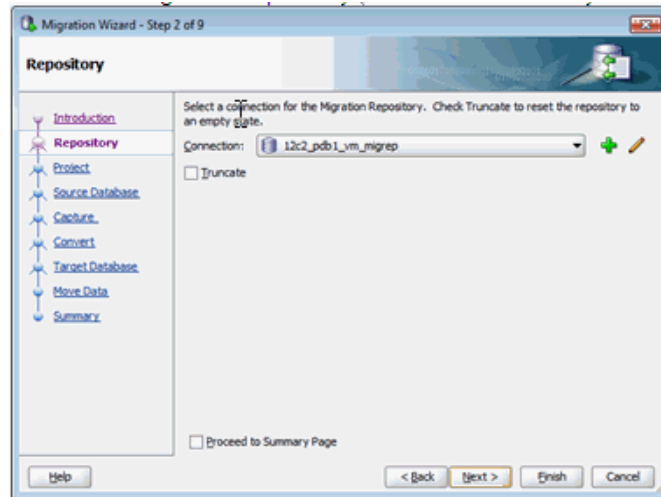 Migration Wizard - Step 2 of 9
Repository
Select a connection for the Migration Repository. Check Truncate to reset the repository to
an empty state.
Connection: 12c2_pdb1_vm_migrep
Truncate
Introduction
Repository
Project
Source Database
Capture
Convert
Target Database
Move Data
Summary
Proceed to Summary Page
Help
< Back Next > Finish Cancel